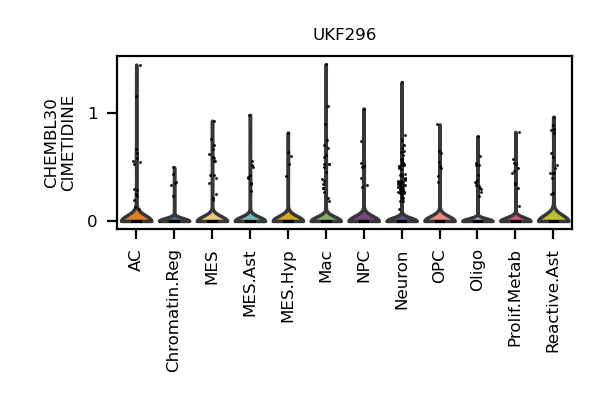 UKF296
CHEMBL30
CIMETIDINE
1
0
AC
Chromatin.Reg
MES
MES.Ast
MES.Hyp
Mac
NPC
Neuron
OPC
Oligo
Prolif.Metab
Reactive.Ast